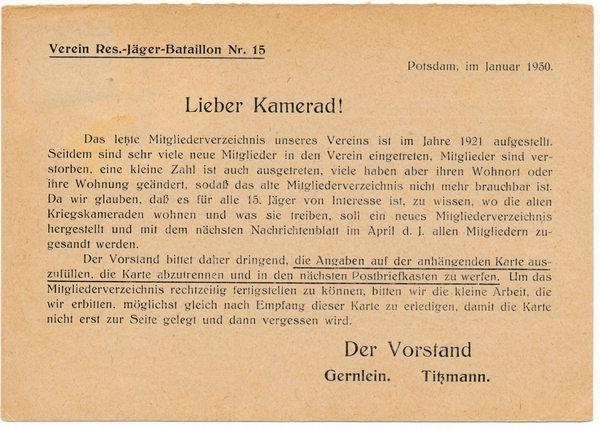 Verein Res.-Jäger-Bataillon Nr. 15
Potsdam, im Januar 1930.
Lieber Kamerad!
Das letzte Mitgliederverzeichnis unseres Vereins ist im Jahre 1921 aufgestellt.
Seitdem sind sehr viele neue Mitglieder in den Verein eingetreten, Mitglieder sind ver-
storben, eine kleine Zahl ist auch ausgetreten, viele haben aber ihren Wohnort oder
ihre Wohnung geändert, sodaß das alte Mitgliederverzeichnis nicht mehr brauchbar ist.
Da wir glauben, daß es für alle 15. Jäger von Interesse ist, zu wissen, wo die alten
Kriegskameraden wohnen und was sie treiben, soll ein neues Mitgliederverzeichnis
hergestellt und mit dem nächsten Nachrichtenblatt im April d. J. allen Mitgliedern zu-
gesandt werden.
Der Vorstand bittet daher dringend, die Angaben auf der anhängenden Karte aus-
zufüllen, die Karte abzutrennen und in den nächsten Postbriefkasten zu werfen. Um das
Mitgliederverzeichnis rechtzeitig fertigstellen zu können, bitten wir die kleine Arbeit, die
wir erbitten, möglichst gleich nach Empfang dieser Karte zu erledigen, damit die Karte
nicht erst zur Seite gelegt und dann vergessen wird.
Der Vorstand
Gernlein. Titzmann.